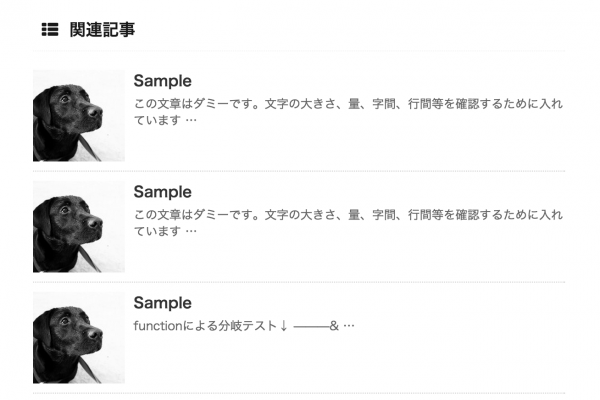 関連記事
Sample
この文章はダミーです。文字の大きさ、量、字間、行間等を確認するために入れ
ています …
Sample
この文章はダミーです。文字の大きさ、量、字間、行間等を確認するために入れ
ています …
Sample
functionによる分岐テスト↓ ———& …